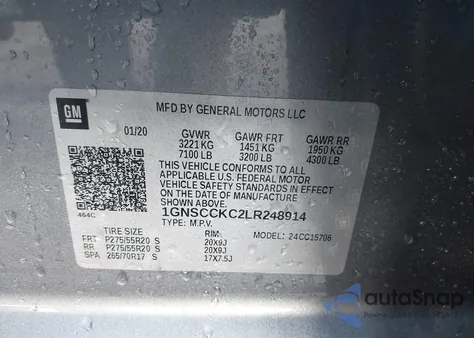 GM
MFD BY GENERAL MOTORS LLC
01/20 GVWR GAWR FRT GAWR RR
3221 KG 1451 KG 1950 KG
7100 LB 3200 LB 4300 LB
THIS VEHICLE CONFORMS TO ALL
APPLICABLE U.S. FEDERAL MOTOR
VEHICLE SAFETY AND THEFT
PREVENTION STANDARDS IN EFFECT
ON THE DATE OF MANUFACTURE
SHOWN ABOVE.
464C 1GNSCCKC2LR248914
TYPE: M.P.V. MODEL: 24CC15706
TIRE SIZE RIM
FRT P275/55R20 S 20X9J
RR P275/55R20 S 20X9J
SPA 265/70R17 S 17X7.5J
autoSnap